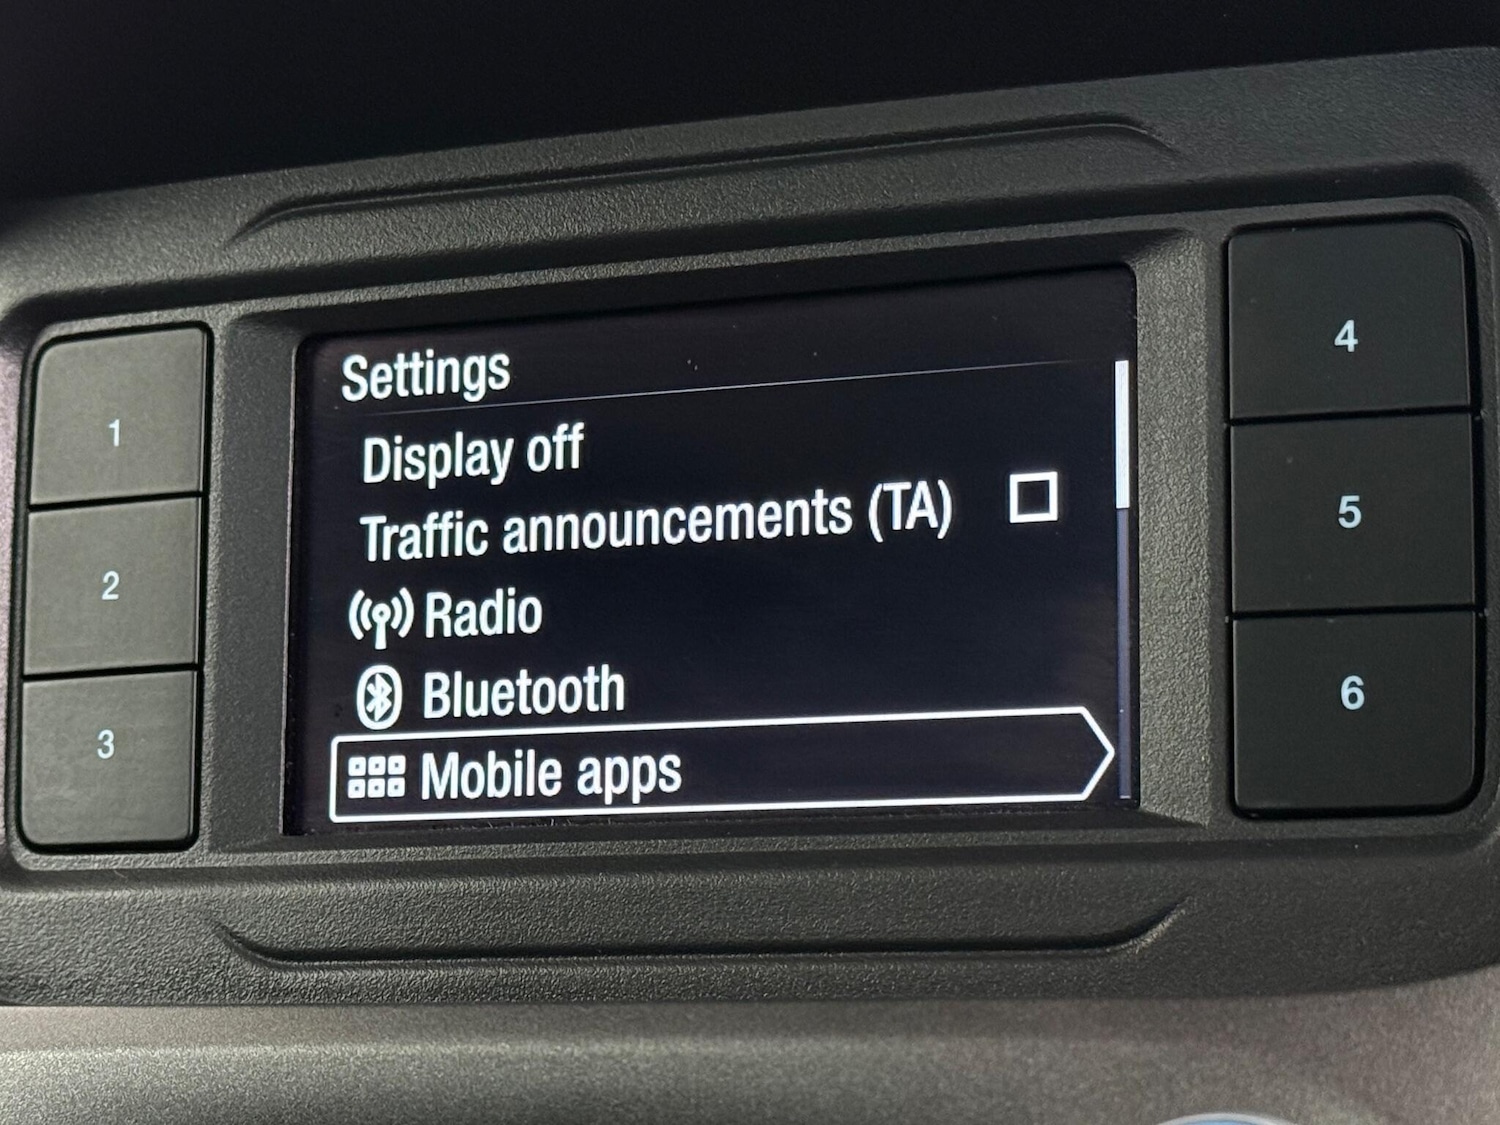 Settings
Display off
Traffic announcements (TA)
Radio
Bluetooth
Mobile apps
1
2
3
4
5
6